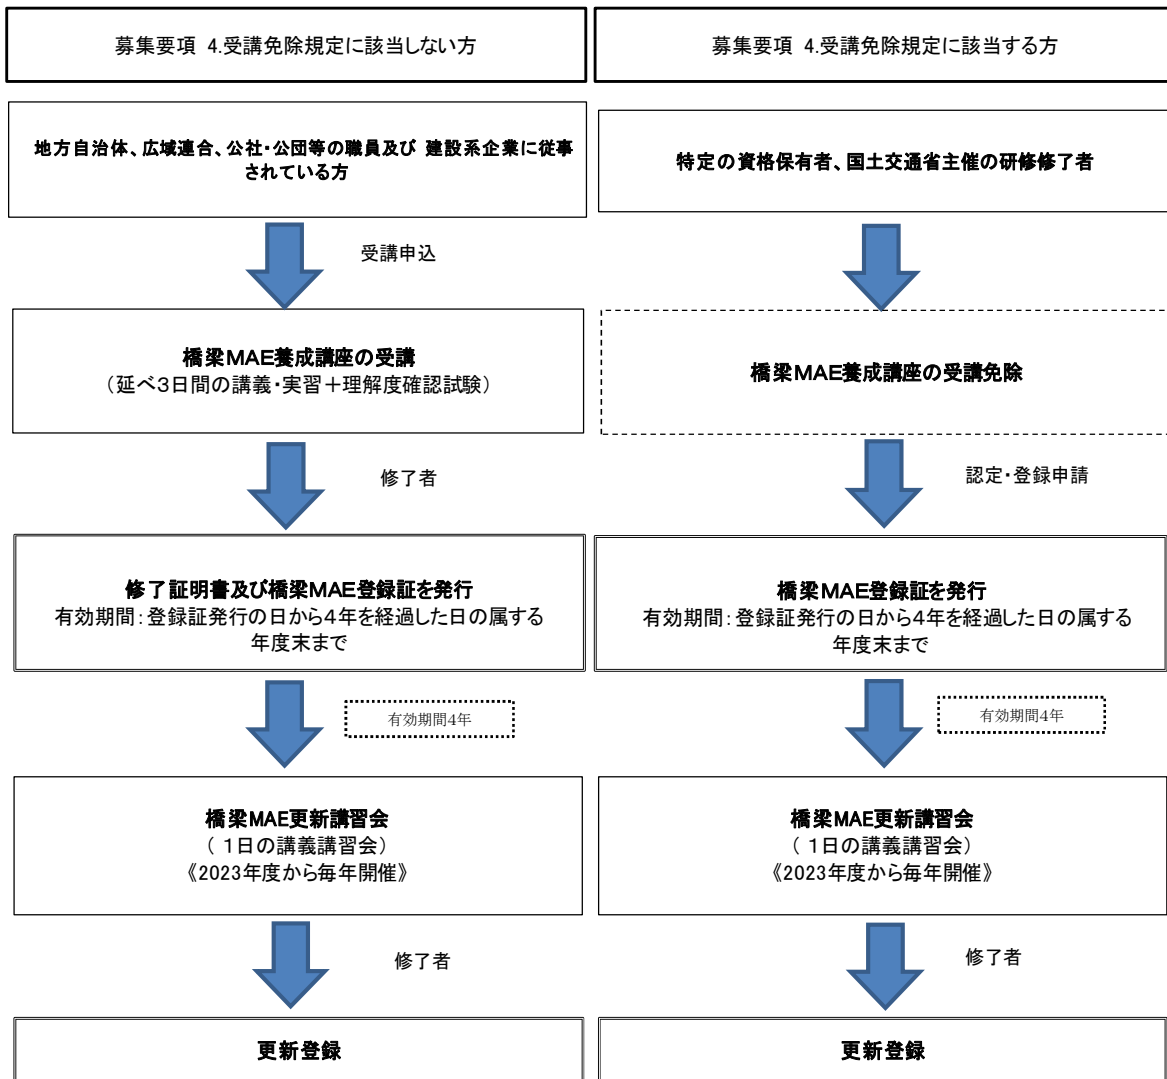 募集要項 4.受講免除規定に該当しない方
地方自治体、広域連合、公社・公団等の職員及び 建設系企業に従事
されている方
受講申込
橋梁MAE養成講座の受講
（延べ3日間の講義・実習＋理解度確認試験）
修了者
修了証明書及び橋梁MAE登録証を発行
有効期間：登録証発行の日から4年を経過した日の属する
年度末まで
有効期間4年
橋梁MAE更新講習会
（ 1日の講義講習会）
《2023年度から毎年開催》
修了者
更新登録
募集要項 4.受講免除規定に該当する方
特定の資格保有者、国土交通省主催の研修修了者
橋梁MAE養成講座の受講免除
認定・登録申請
橋梁MAE登録証を発行
有効期間：登録証発行の日から4年を経過した日の属する
年度末まで
有効期間4年
橋梁MAE更新講習会
（ 1日の講義講習会）
《2023年度から毎年開催》
修了者
更新登録